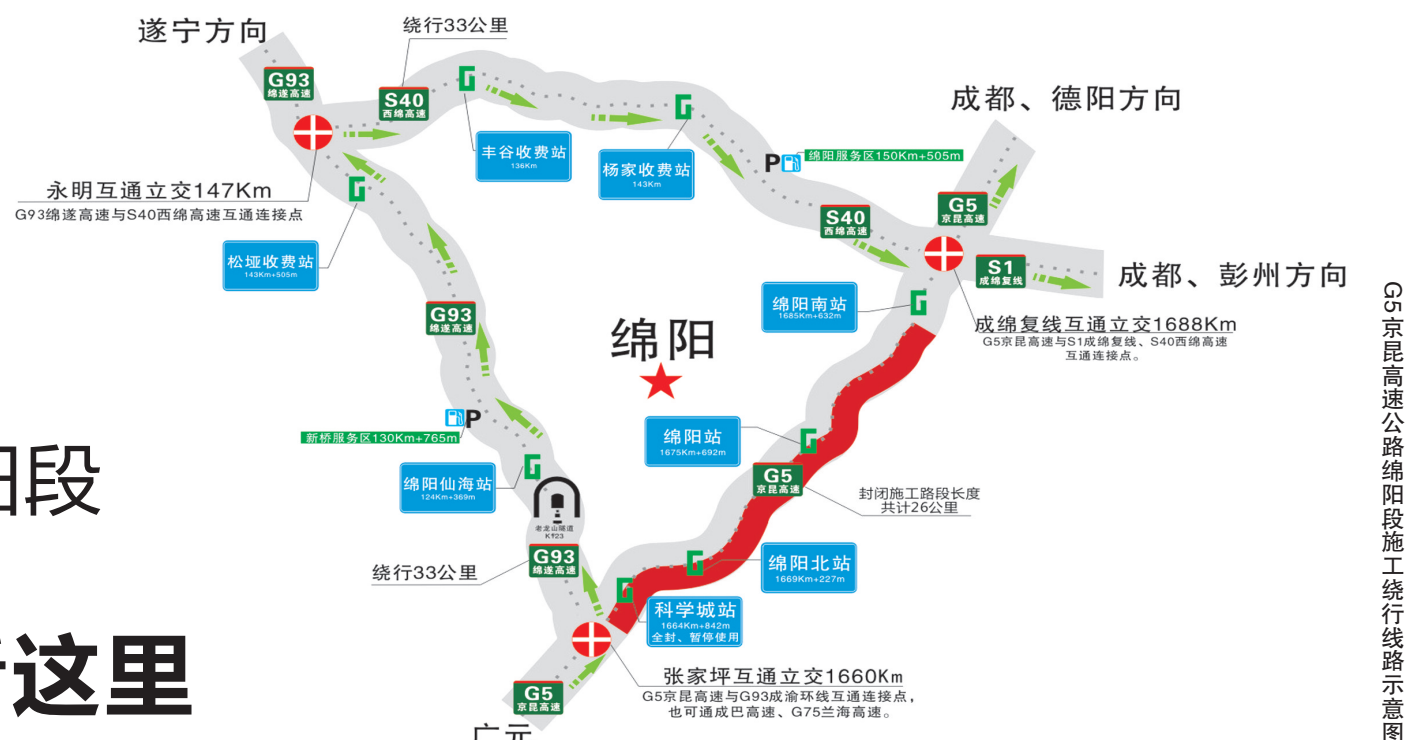 遂宁方向
绕行33公里
G93
绵遂高速
S40
西绵高速
成都、德阳方向
丰谷收费站
136Km
杨家收费站
143Km
P
绵阳服务区150Km+505m
永明互通立交147Km
G93绵遂高速与S40西绵高速互通连接点
G5
京昆高速
S40
西绵高速
松垭收费站
143Km+505m
S1
成绵复线
成都、彭州方向
绵阳南站
1685Km+632m
G93
绵遂高速
绵阳
成绵复线互通立交1688Km
G5京昆高速与S1成绵复线、S40西绵高速
互通连接点。
P
新桥服务区130Km+765m
绵阳站
1675Km+692m
阳段
绵阳仙海站
124Km+369m
G5
京昆高速
封闭施工路段长度
共计26公里
老龙山隧道
绕行33公里
G93
绵遂高速
绵阳北站
1669Km+227m
科学城站
1664Km+842m
全封、暂停使用
这里
张家坪互通立交1660Km
G5京昆高速与G93成渝环线互通连接点，
也可通成巴高速、G75兰海高速。
G5
京昆高速
广元
G5京昆高速公路绵阳段施工绕行线路示意图